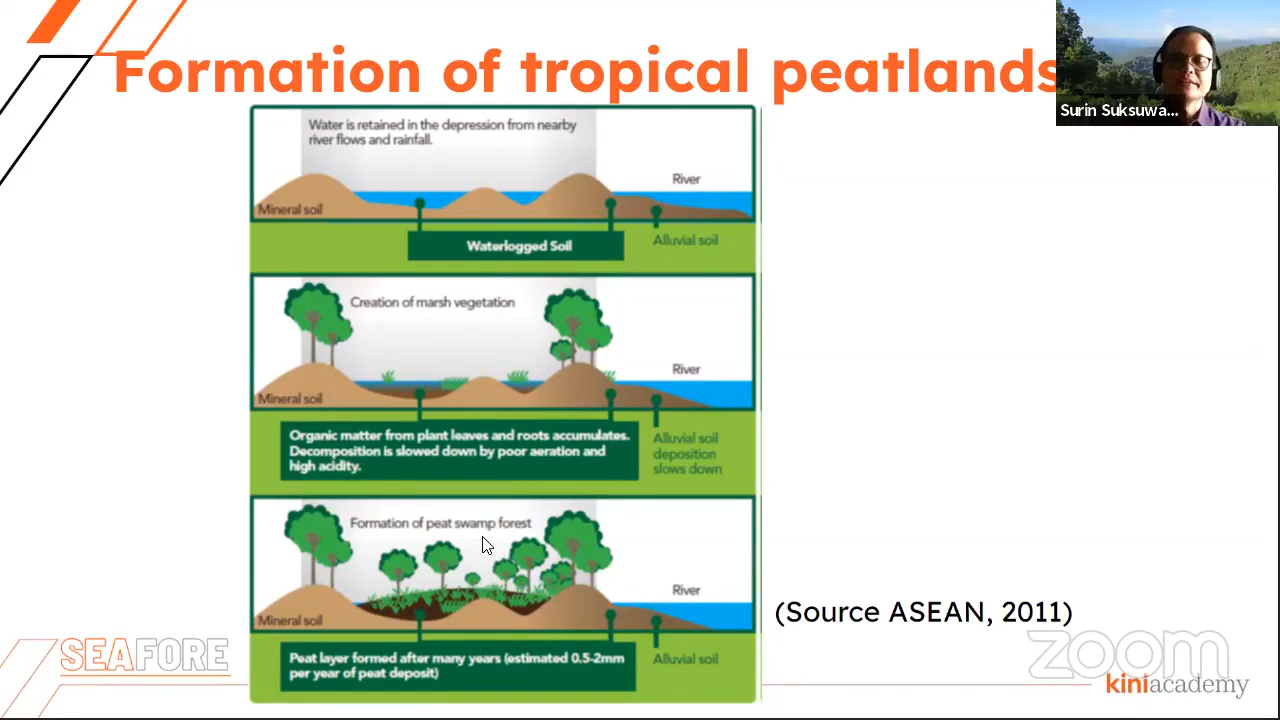 Formation of tropical peatlands
Surin Suksuwa...
Water is retained in the depression from nearby
river flows and rainfall.
River
Mineral soil
Waterlogged Soil
Alluvial soil
Creation of marsh vegetation
River
Mineral soil
Organic matter from plant leaves and roots accumulates.
Decomposition is slowed down by poor aeration and
high acidity.
Alluvial soil
deposition
slows down
Formation of peat swamp forest
River
Mineral soil
Peat layer formed after many years (estimated 0.5-2mm
per year of peat deposit)
Alluvial soil
(Source ASEAN, 2011)
SEAFORE
zoom
kiniacademy